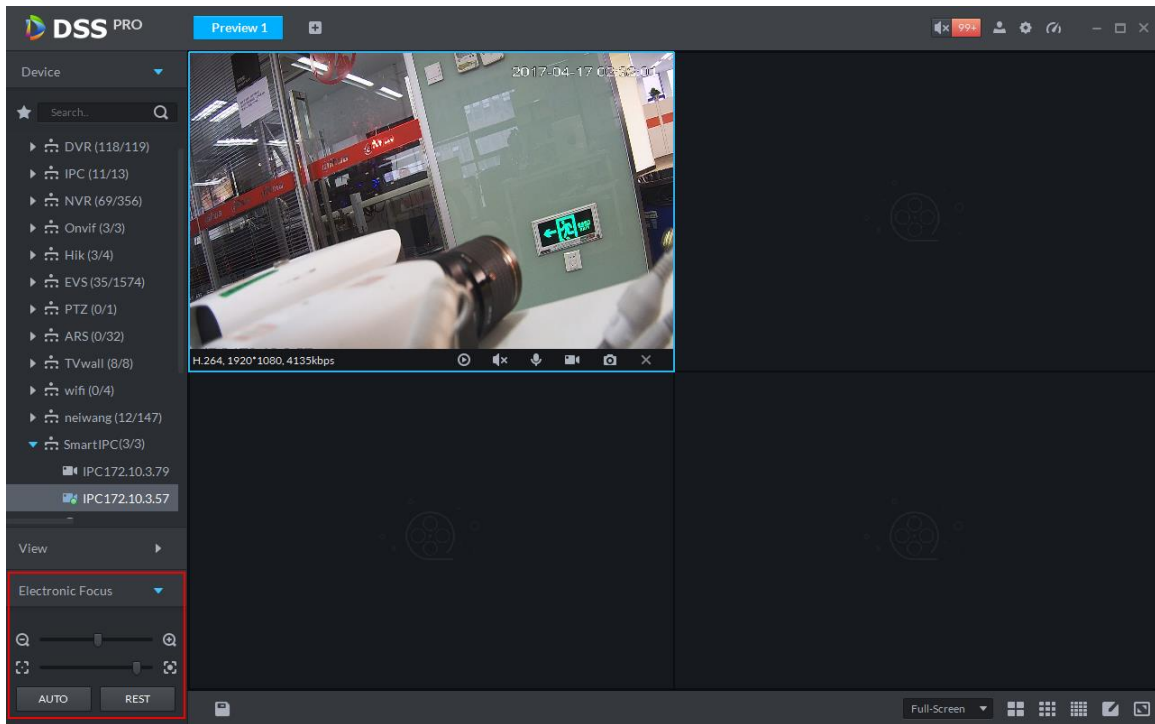 DSS PRO
Preview 1
99+
Device
Search..
DVR (118/119)
IPC (11/13)
NVR (69/356)
Onvif (3/3)
Hik (3/4)
EVS (35/1574)
PTZ (0/1)
ARS (0/32)
TVwall (8/8)
wifi (0/4)
neiwang (12/147)
SmartIPC(3/3)
IPC172.10.3.79
IPC172.10.3.57
View
Electronic Focus
AUTO REST
2017-04-17
H.264, 1920*1080, 4135kbps
Full-Screen